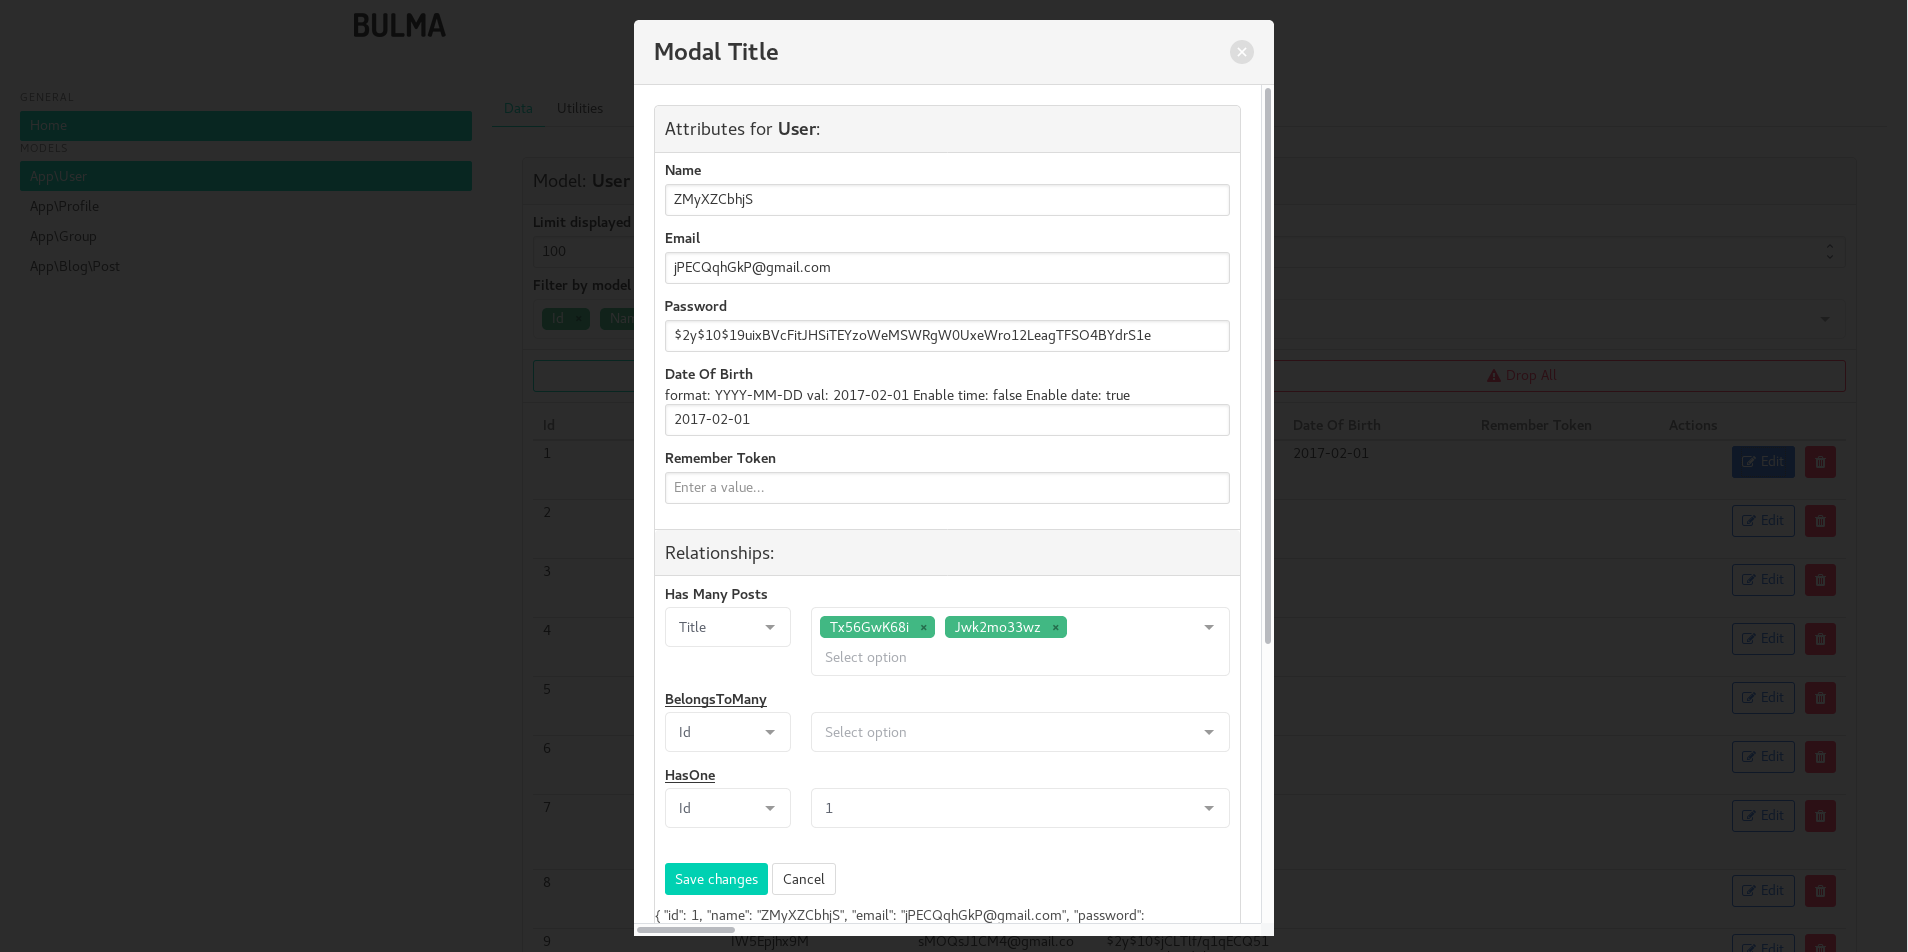 BULMA
Modal Title
GENERAL
Home
MODELS
App\User
App\Profile
App\Group
App\Blog\Post
Data Utilities
Model: User
Limit displayed
100
Filter by model
Id ×
Drop All
Id Date Of Birth Remember Token Actions
1 2017-02-01 Edit
2 Edit
3 Edit
4 Edit
5 Edit
6 Edit
7 Edit
8 Edit
9 IW5Epjhx9M sMOQsJ1CM4@gmail.co Edit
Attributes for User:
Name
ZMyXZCbhjS
Email
jPECQqhGkP@gmail.com
Password
$2y$10$19uixBVcFitJHSiTEYzoWeMSWRgW0UxeWro12LeagTFSO4BYdrS1e
Date Of Birth
format: YYYY-MM-DD val: 2017-02-01 Enable time: false Enable date: true
2017-02-01
Remember Token
Enter a value...
Relationships:
Has Many Posts
Title Tx56GwK68i × Jwk2mo33wz ×
Select option
BelongsToMany
Id Select option
HasOne
Id 1
Save changes Cancel
{ "id": 1, "name": "ZMyXZCbhjS", "email": "jPECQqhGkP@gmail.com", "password":